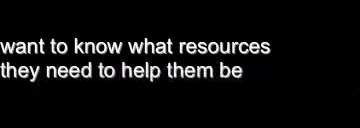 want to know what resources
they need to help them be